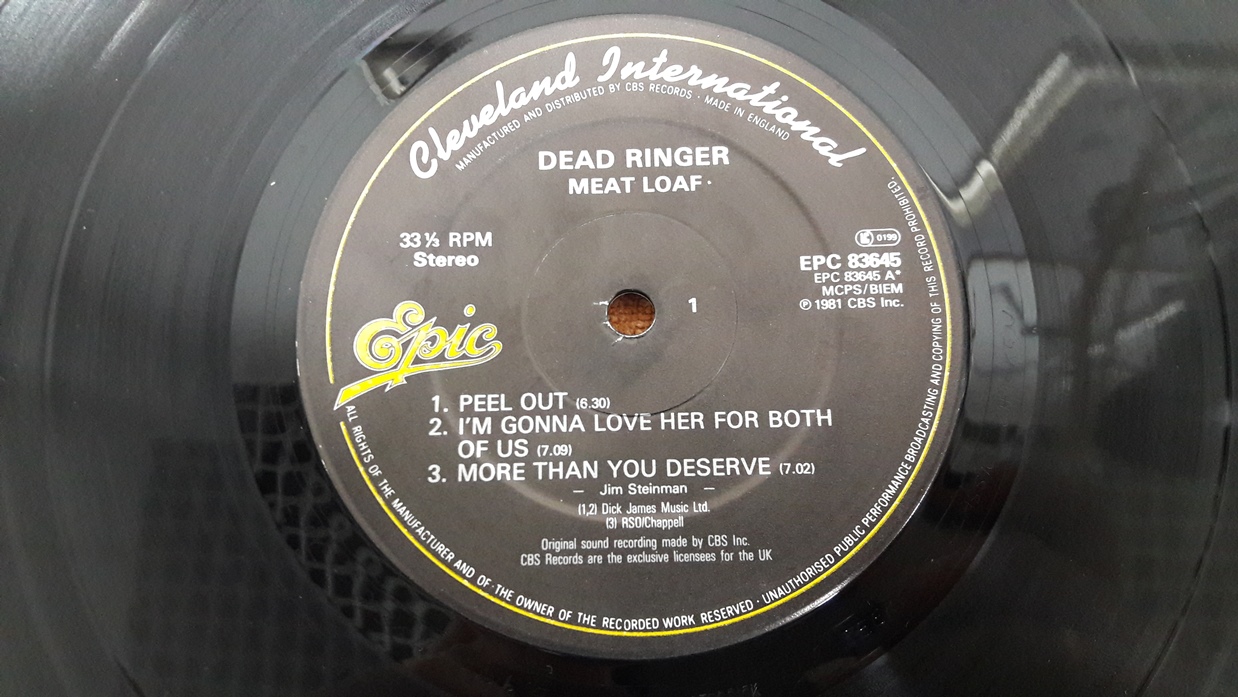 Cleveland International
MANUFACTURED AND DISTRIBUTED BY CBS RECORDS · MADE IN ENGLAND
DEAD RINGER
MEAT LOAF
33⅓ RPM
Stereo
0199
EPC 83645
EPC 83645 A*
MCPS/BIEM
Ⓟ 1981 CBS Inc.
1
Epic
1. PEEL OUT (6.30)
2. I'M GONNA LOVE HER FOR BOTH
OF US (7.09)
3. MORE THAN YOU DESERVE (7.02)
— Jim Steinman —
(1,2) Dick James Music Ltd.
(3) RSO/Chappell
Original sound recording made by CBS Inc.
CBS Records are the exclusive licensees for the UK
ALL RIGHTS OF THE MANUFACTURER AND OF THE OWNER OF THE RECORDED WORK RESERVED · UNAUTHORISED PUBLIC PERFORMANCE BROADCASTING AND COPYING OF THIS RECORD PROHIBITED.